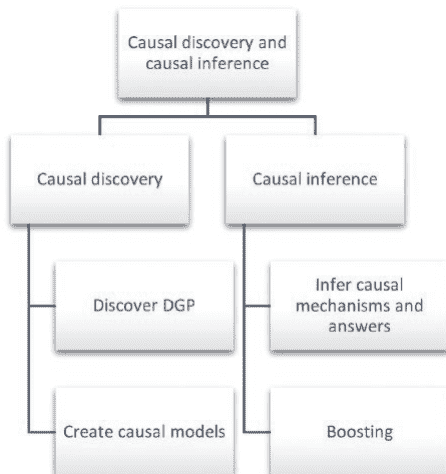 Causal discovery and
causal inference
Causal discovery
Causal inference
Discover DGP
Infer causal
mechanisms and
answers
Create causal models
Boosting